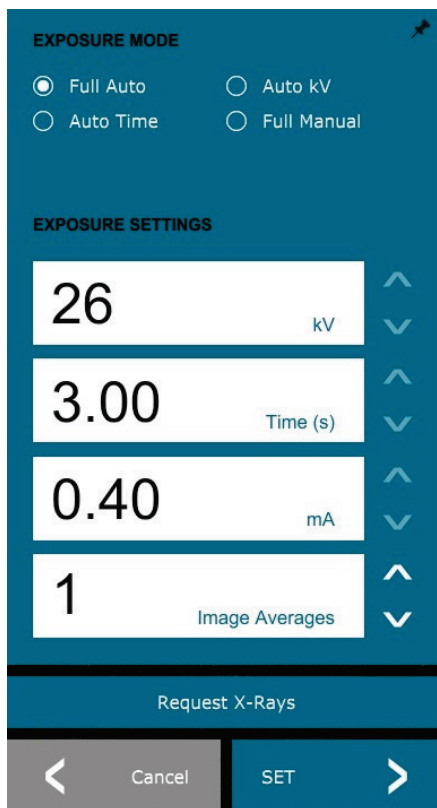 EXPOSURE MODE
Full Auto Auto kV
Auto Time Full Manual
EXPOSURE SETTINGS
26 kV
3.00 Time (s)
0.40 mA
1 Image Averages
Request X-Rays
Cancel SET